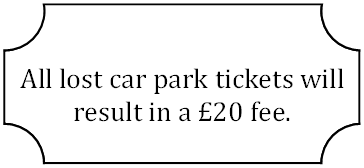 All lost car park tickets will
result in a £20 fee.